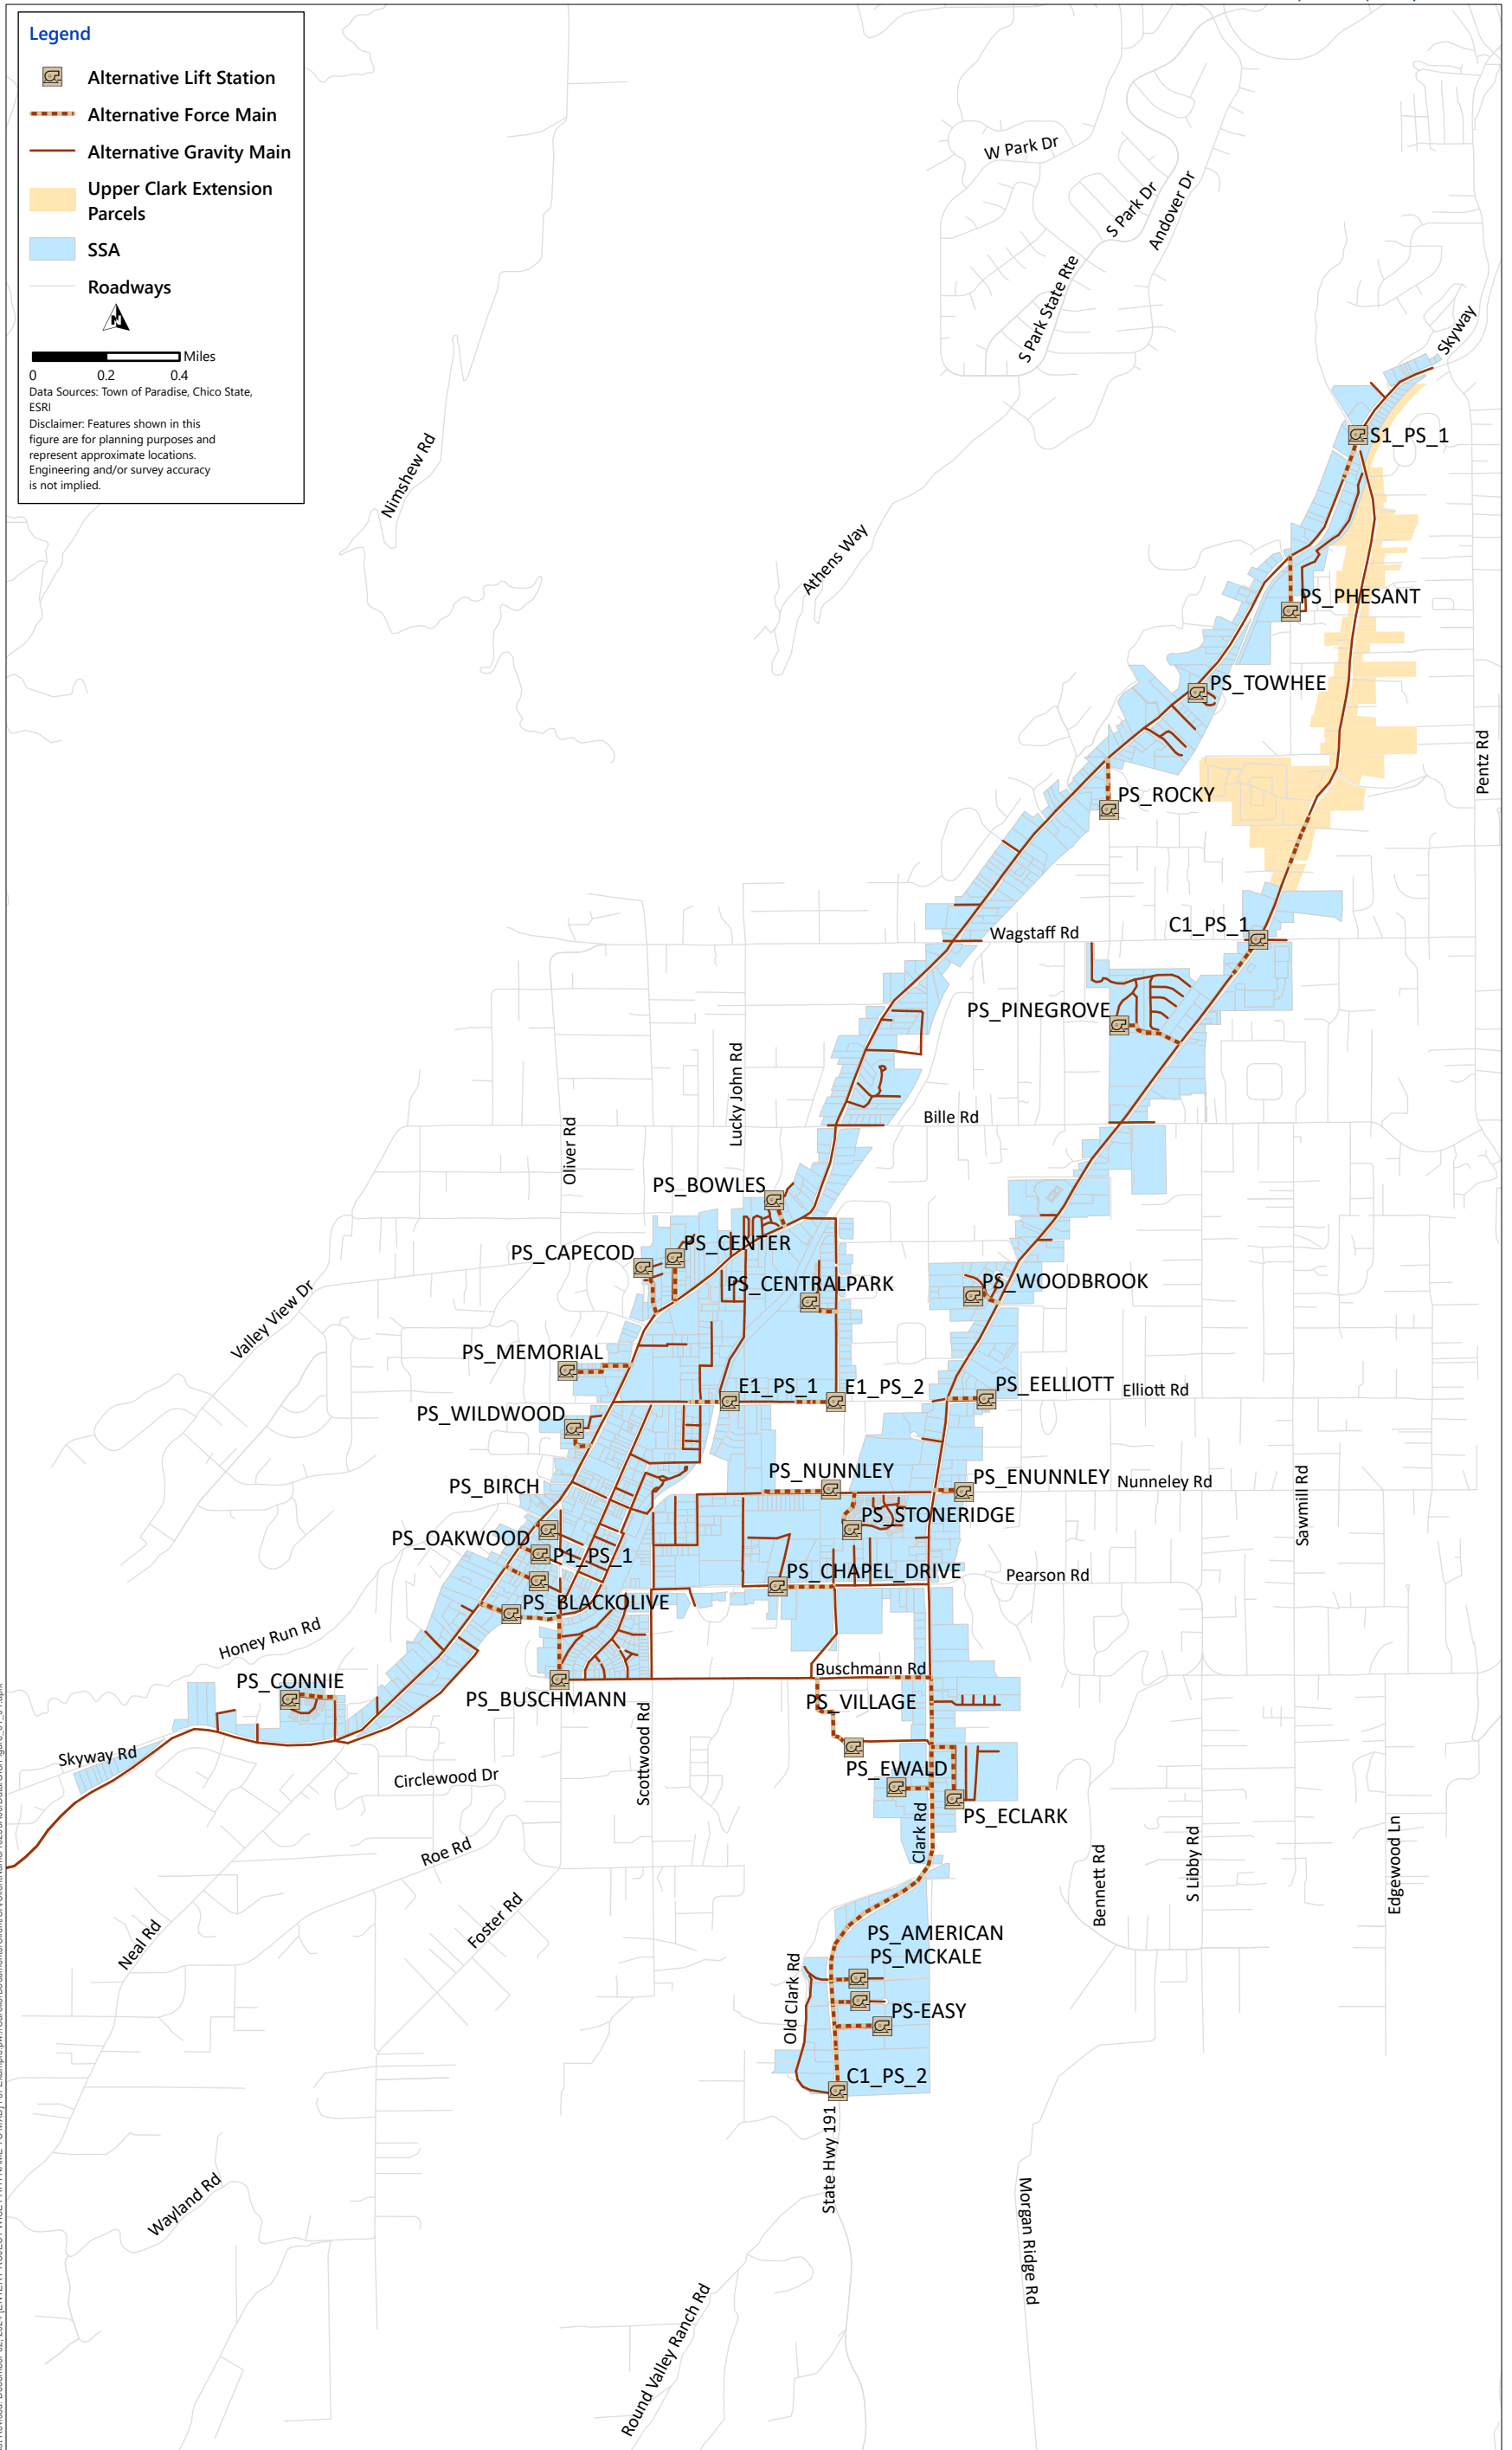 Legend
Alternative Lift Station
Alternative Force Main
Alternative Gravity Main
Upper Clark Extension
Parcels
SSA
Roadways
N
Miles
0 0.2 0.4
Data Sources: Town of Paradise, Chico State,
ESRI
Disclaimer: Features shown in this
figure are for planning purposes and
represent approximate locations.
Engineering and/or survey accuracy
is not implied.
W Park Dr
S Park Dr
Andover Dr
S Park State Rte
Skyway
S1_PS_1
Nimshew Rd
Athens Way
PS_PHESANT
PS_TOWHEE
Pentz Rd
PS_ROCKY
C1_PS_1
Wagstaff Rd
PS_PINEGROVE
Lucky John Rd
Bille Rd
Oliver Rd
PS_BOWLES
PS_CENTER
PS_CAPECOD
PS_CENTRALPARK
PS_WOODBROOK
Valley View Dr
PS_MEMORIAL
E1_PS_1
E1_PS_2
PS_EELLIOTT
Elliott Rd
PS_WILDWOOD
PS_NUNNLEY
PS_ENUNNLEY
Nunneley Rd
PS_BIRCH
PS_STONERIDGE
Sawmill Rd
PS_OAKWOOD
P1_PS_1
PS_CHAPEL_DRIVE
Pearson Rd
PS_BLACKOLIVE
Honey Run Rd
Buschmann Rd
PS_CONNIE
PS_BUSCHMANN
PS_VILLAGE
Scottwood Rd
Skyway Rd
Circlewood Dr
PS_EWALD
PS_ECLARK
Clark Rd
Roe Rd
Bennett Rd
S Libby Rd
Edgewood Ln
Foster Rd
Neal Rd
PS_AMERICAN
PS_MCKALE
Old Clark Rd
PS-EASY
C1_PS_2
State Hwy 191
Wayland Rd
Morgan Ridge Rd
Round Valley Ranch Rd